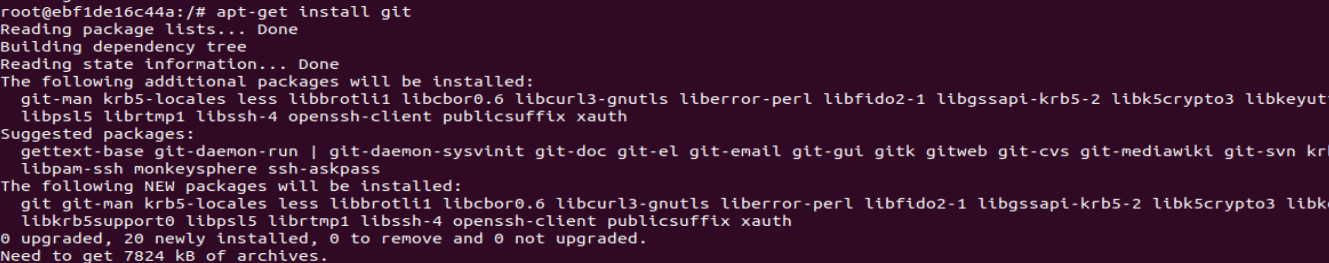 root@ebf1de16c44a:/# apt-get install git
Reading package lists... Done
Building dependency tree
Reading state information... Done
The following additional packages will be installed:
  git-man krb5-locales less libbrotli1 libcbor0.6 libcurl3-gnutls liberror-perl libfido2-1 libgssapi-krb5-2 libk5crypto3 libkeyut
  libpsl5 librtmp1 libssh-4 openssh-client publicsuffix xauth
Suggested packages:
  gettext-base git-daemon-run | git-daemon-sysvinit git-doc git-el git-email git-gui gitk gitweb git-cvs git-mediawiki git-svn kr
  libpam-ssh monkeysphere ssh-askpass
The following NEW packages will be installed:
  git git-man krb5-locales less libbrotli1 libcbor0.6 libcurl3-gnutls liberror-perl libfido2-1 libgssapi-krb5-2 libk5crypto3 libk
  libkrb5support0 libpsl5 librtmp1 libssh-4 openssh-client publicsuffix xauth
0 upgraded, 20 newly installed, 0 to remove and 0 not upgraded.
Need to get 7824 kB of archives.